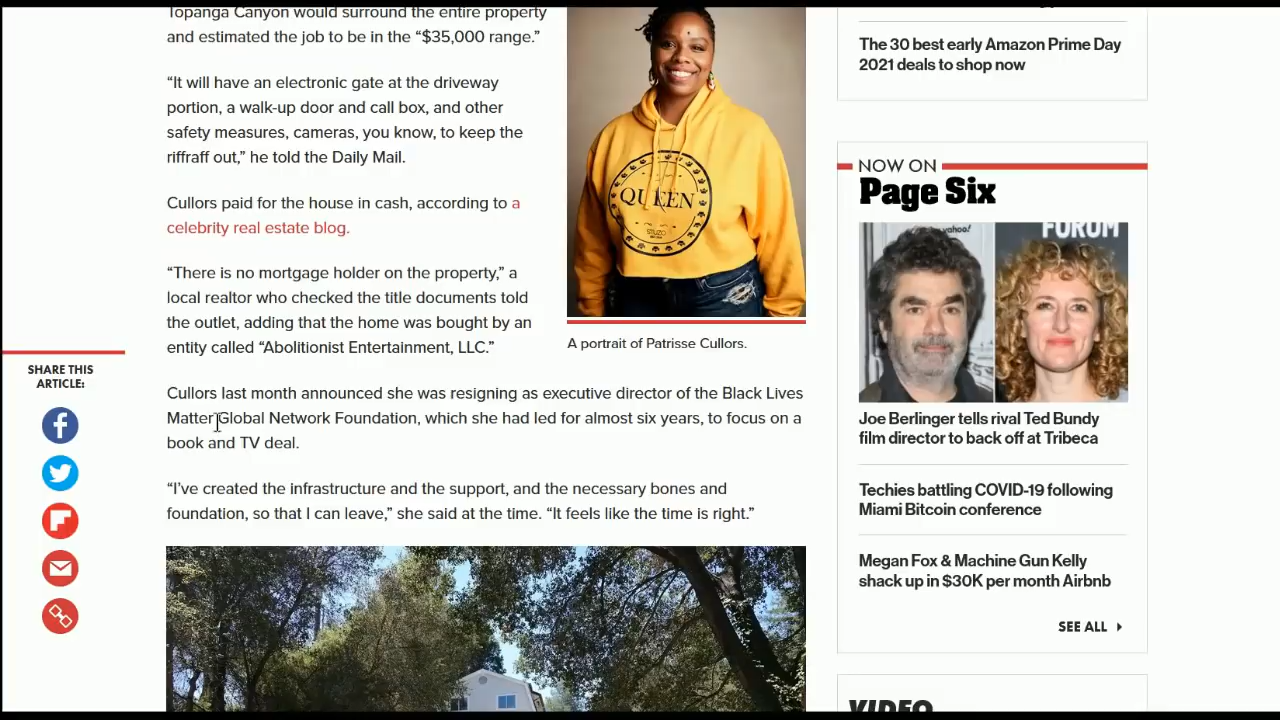 Topanga Canyon would surround the entire property
and estimated the job to be in the “$35,000 range.”
“It will have an electronic gate at the driveway
portion, a walk-up door and call box, and other
safety measures, cameras, you know, to keep the
riffraff out,” he told the Daily Mail.
Cullors paid for the house in cash, according to a
celebrity real estate blog.
“There is no mortgage holder on the property,” a
local realtor who checked the title documents told
the outlet, adding that the home was bought by an
entity called “Abolitionist Entertainment, LLC.”
QUEEN
A portrait of Patrisse Cullors.
Cullors last month announced she was resigning as executive director of the Black Lives
Matter Global Network Foundation, which she had led for almost six years, to focus on a
book and TV deal.
“I’ve created the infrastructure and the support, and the necessary bones and
foundation, so that I can leave,” she said at the time. “It feels like the time is right.”
SHARE THIS
ARTICLE:
The 30 best early Amazon Prime Day
2021 deals to shop now
NOW ON
Page Six
yahoo!
FORUM
Joe Berlinger tells rival Ted Bundy
film director to back off at Tribeca
Techies battling COVID-19 following
Miami Bitcoin conference
Megan Fox & Machine Gun Kelly
shack up in $30K per month Airbnb
SEE ALL
VIDEO